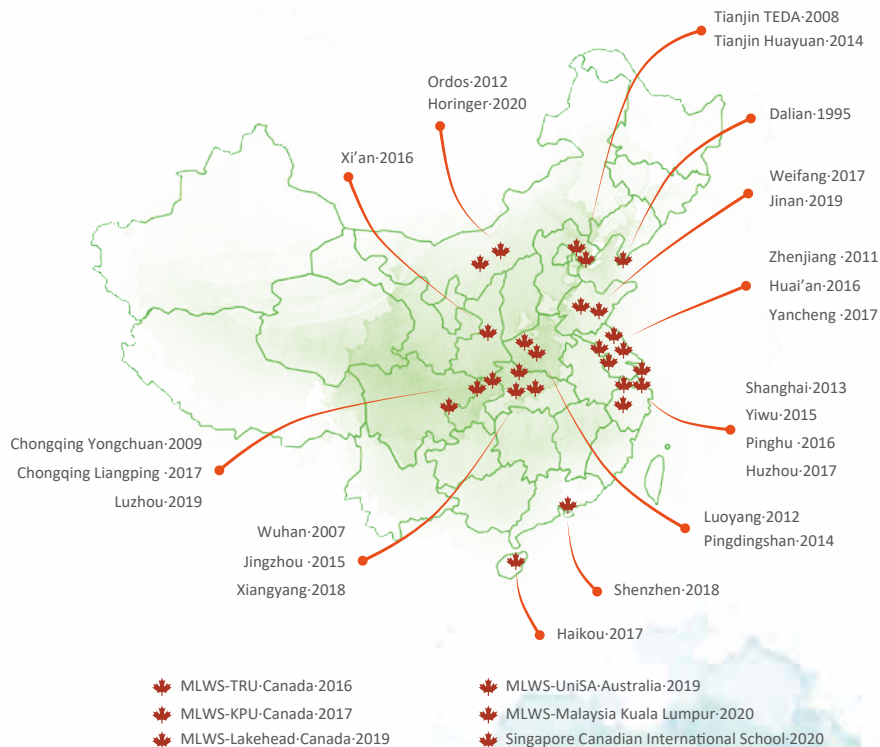 Tianjin TEDA·2008
Tianjin Huayuan·2014
Ordos·2012
Horinger·2020
Dalian·1995
Xi'an·2016
Weifang·2017
Jinan·2019
Zhenjiang ·2011
Huai'an·2016
Yancheng ·2017
Shanghai·2013
Yiwu·2015
Pinghu ·2016
Huzhou·2017
Chongqing Yongchuan·2009
Chongqing Liangping ·2017
Luzhou·2019
Luoyang·2012
Pingdingshan·2014
Wuhan·2007
Jingzhou ·2015
Xiangyang·2018
Shenzhen·2018
Haikou·2017
MLWS-TRU·Canada·2016
MLWS-KPU·Canada·2017
MLWS-Lakehead·Canada·2019
MLWS-UniSA·Australia·2019
MLWS-Malaysia Kuala Lumpur·2020
Singapore Canadian International School·2020